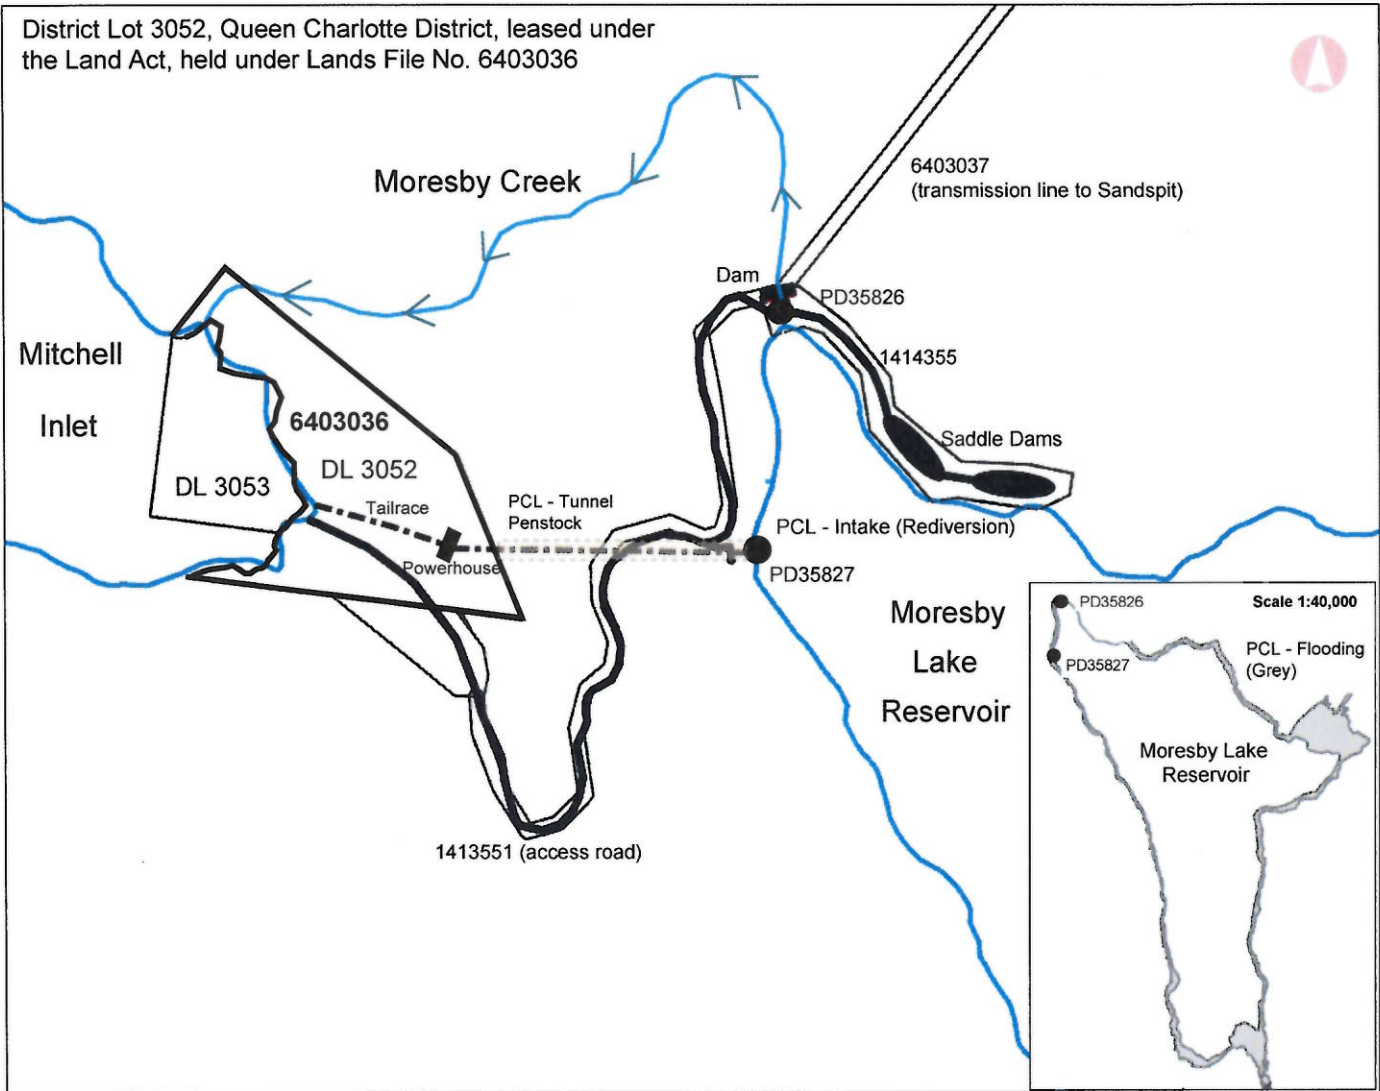 District Lot 3052, Queen Charlotte District, leased under
the Land Act, held under Lands File No. 6403036
Moresby Creek
6403037
(transmission line to Sandspit)
Dam
PD35826
1414355
Saddle Dams
Mitchell
Inlet
6403036
DL 3052
DL 3053
Tailrace
Powerhouse
PCL - Tunnel
Penstock
PCL - Intake (Rediversion)
PD35827
Moresby
Lake
Reservoir
1413551 (access road)
PD35826
Scale 1:40,000
PD35827
PCL - Flooding
(Grey)
Moresby Lake
Reservoir